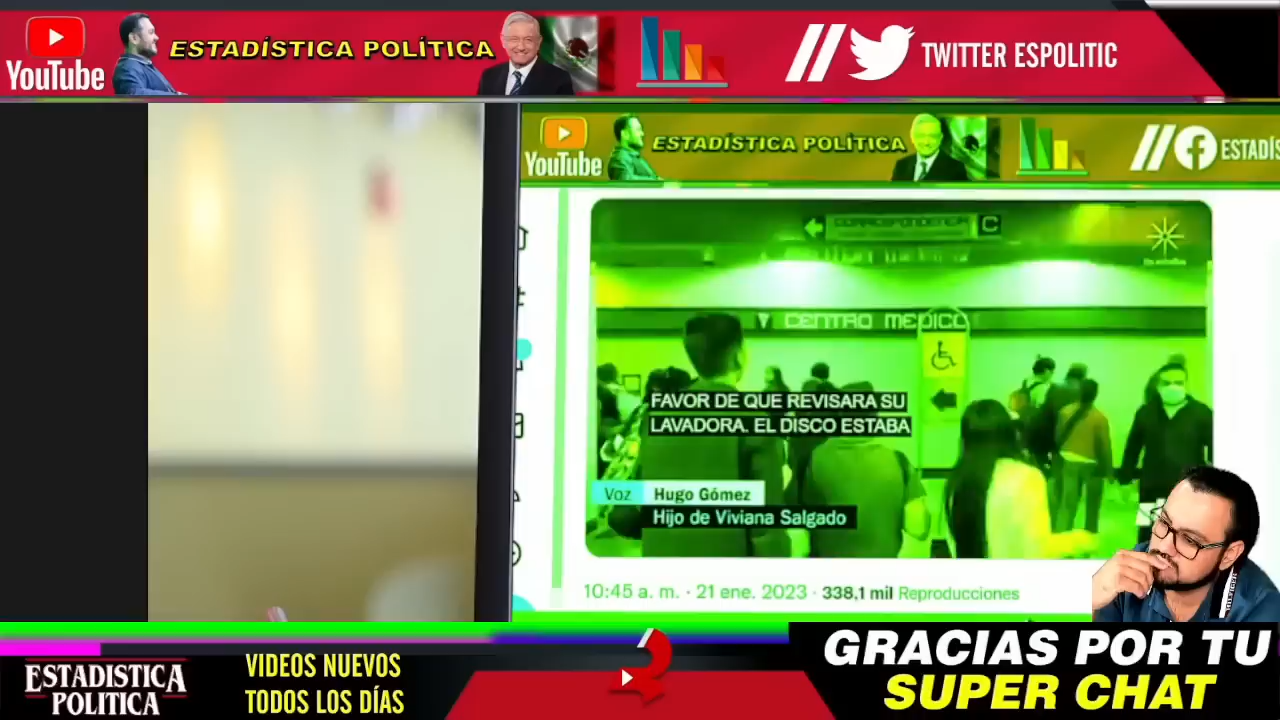 YouTube
ESTADÍSTICA POLÍTICA
TWITTER ESPOLITIC
YouTube
ESTADÍSTICA POLÍTICA
CORRESPONDENCIA C
CENTRO MEDICO
FAVOR DE QUE REVISARA SU
LAVADORA. EL DISCO ESTABA
Voz Hugo Gómez
Hijo de Viviana Salgado
10:45 a. m. · 21 ene. 2023 · 338,1 mil Reproducciones
ESTADISTICA
POLÍTICA
VIDEOS NUEVOS
TODOS LOS DÍAS
GRACIAS POR TU
SUPER CHAT